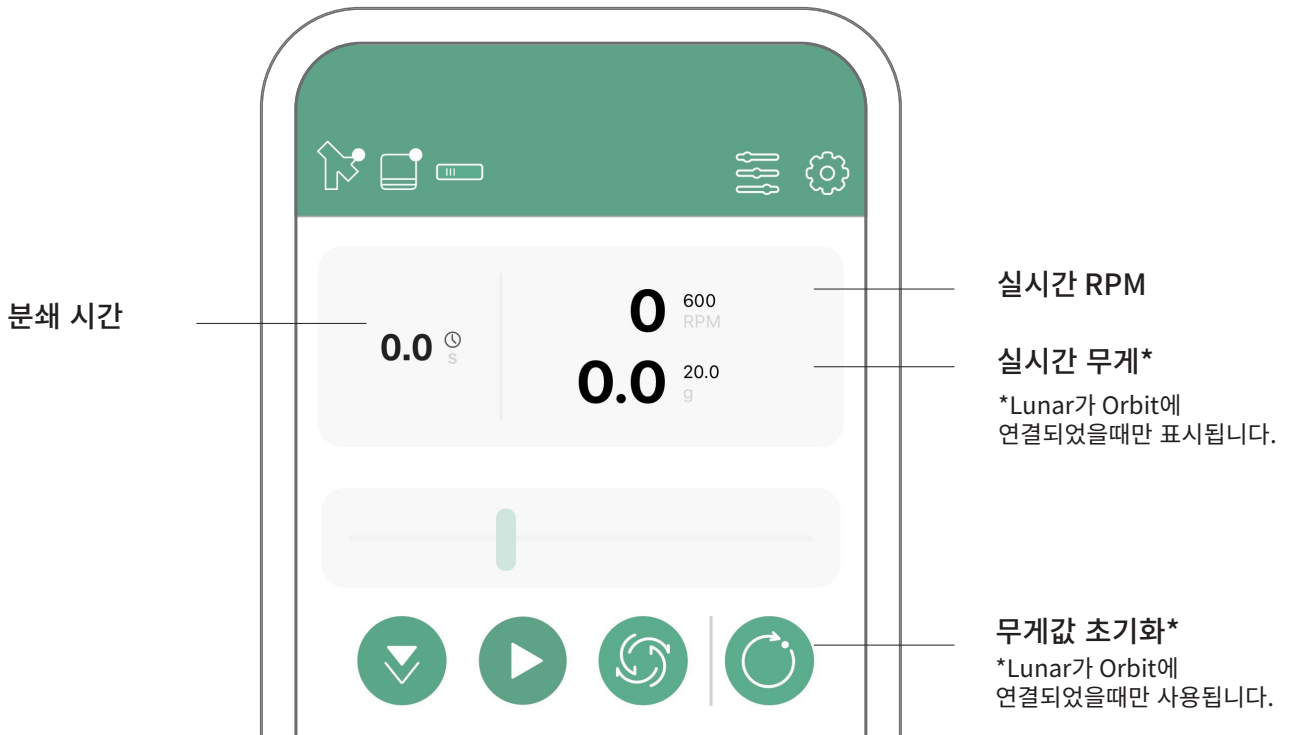 분쇄 시간
0.0 s
0 600 RPM
0.0 20.0 g
실시간 RPM
실시간 무게*
*Lunar가 Orbit에
연결되었을때만 표시됩니다.
무게값 초기화*
*Lunar가 Orbit에
연결되었을때만 사용됩니다.